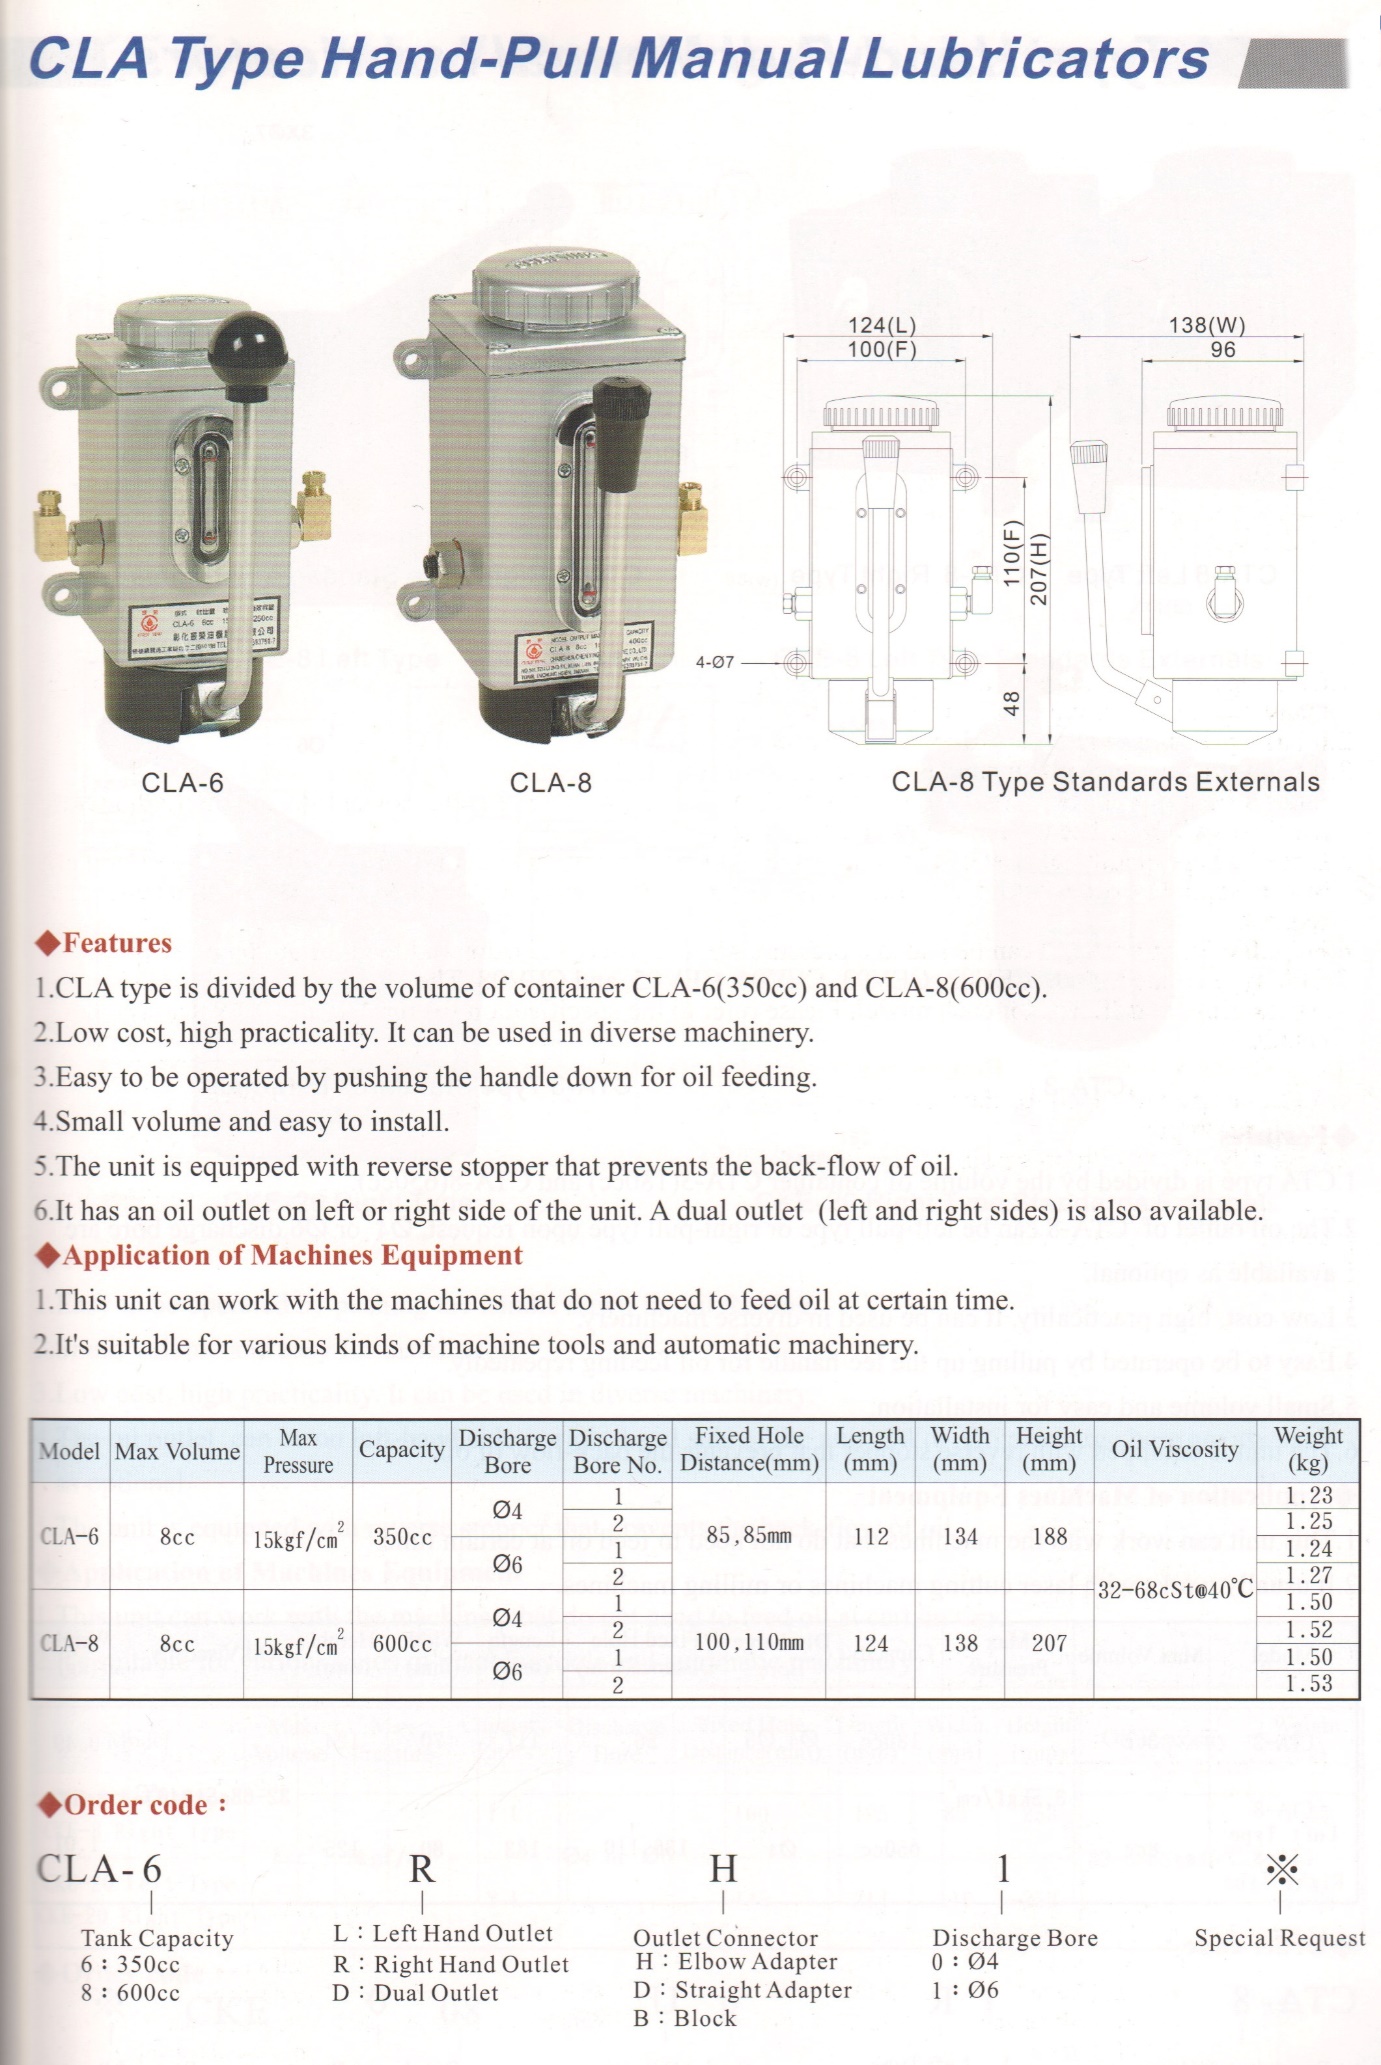 CLA Type Hand-Pull Manual Lubricators
124(L)
100(F)
138(W)
96
110(F)
207(H)
4-Ø7
48
CLA-6
CLA-8
CLA-8 Type Standards Externals
◆Features
1.CLA type is divided by the volume of container CLA-6(350cc) and CLA-8(600cc).
2.Low cost, high practicality. It can be used in diverse machinery.
3.Easy to be operated by pushing the handle down for oil feeding.
4.Small volume and easy to install.
5.The unit is equipped with reverse stopper that prevents the back-flow of oil.
6.It has an oil outlet on left or right side of the unit. A dual outlet (left and right sides) is also available.
◆Application of Machines Equipment
1.This unit can work with the machines that do not need to feed oil at certain time.
2.It's suitable for various kinds of machine tools and automatic machinery.
Model Max Volume Max Pressure Capacity Discharge Bore Discharge Bore No. Fixed Hole Distance(mm) Length (mm) Width (mm) Height (mm) Oil Viscosity Weight (kg)
CLA-6 8cc 15kgf/cm² 350cc Ø4 1 85,85mm 112 134 188 32-68cSt@40℃ 1.23
2 1.25
Ø6 1 1.24
2 1.27
CLA-8 8cc 15kgf/cm² 600cc Ø4 1 100,110mm 124 138 207 1.50
2 1.52
Ø6 1 1.50
2 1.53
◆Order code：
CLA-6 R H 1 ※
Tank Capacity
6：350cc
8：600cc
L：Left Hand Outlet
R：Right Hand Outlet
D：Dual Outlet
Outlet Connector
H：Elbow Adapter
D：Straight Adapter
B：Block
Discharge Bore
0：Ø4
1：Ø6
Special Request